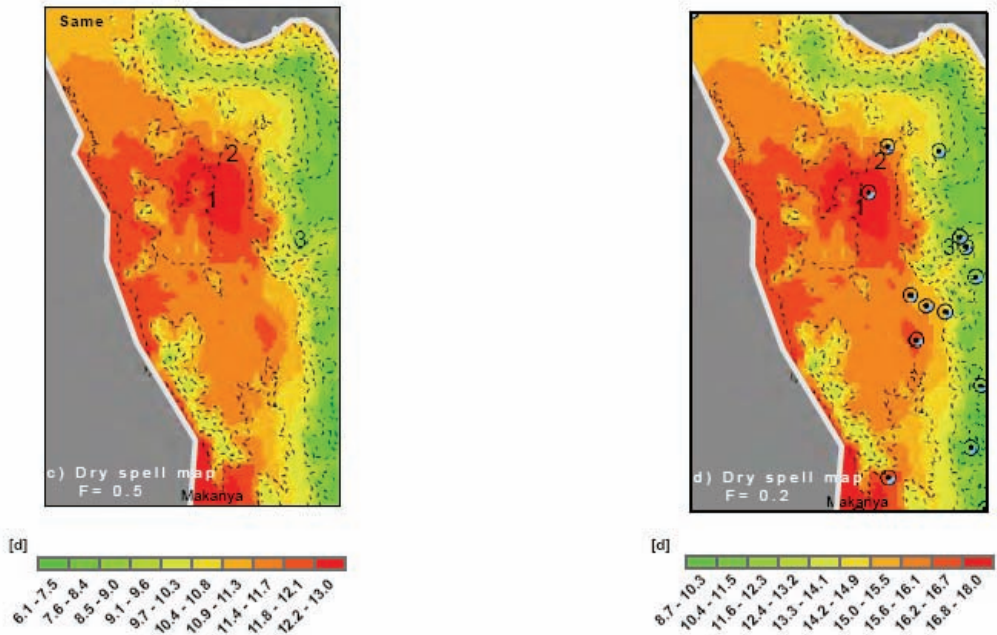 Same
2
1
3
c) Dry spell map
F= 0.5
Makanya
[d]
6.1 - 7.5
7.6 - 8.4
8.5 - 9.0
9.1 - 9.6
9.7 - 10.3
10.4 - 10.8
10.9 - 11.3
11.4 - 11.7
11.8 - 12.1
12.2 - 13.0
2
1
3
d) Dry spell map
F= 0.2
Makanya
[d]
8.7 - 10.3
10.4 - 11.5
11.6 - 12.3
12.4 - 13.2
13.3 - 14.1
14.2 - 14.9
15.0 - 15.5
15.6 - 16.1
16.2 - 16.7
16.8 - 18.0